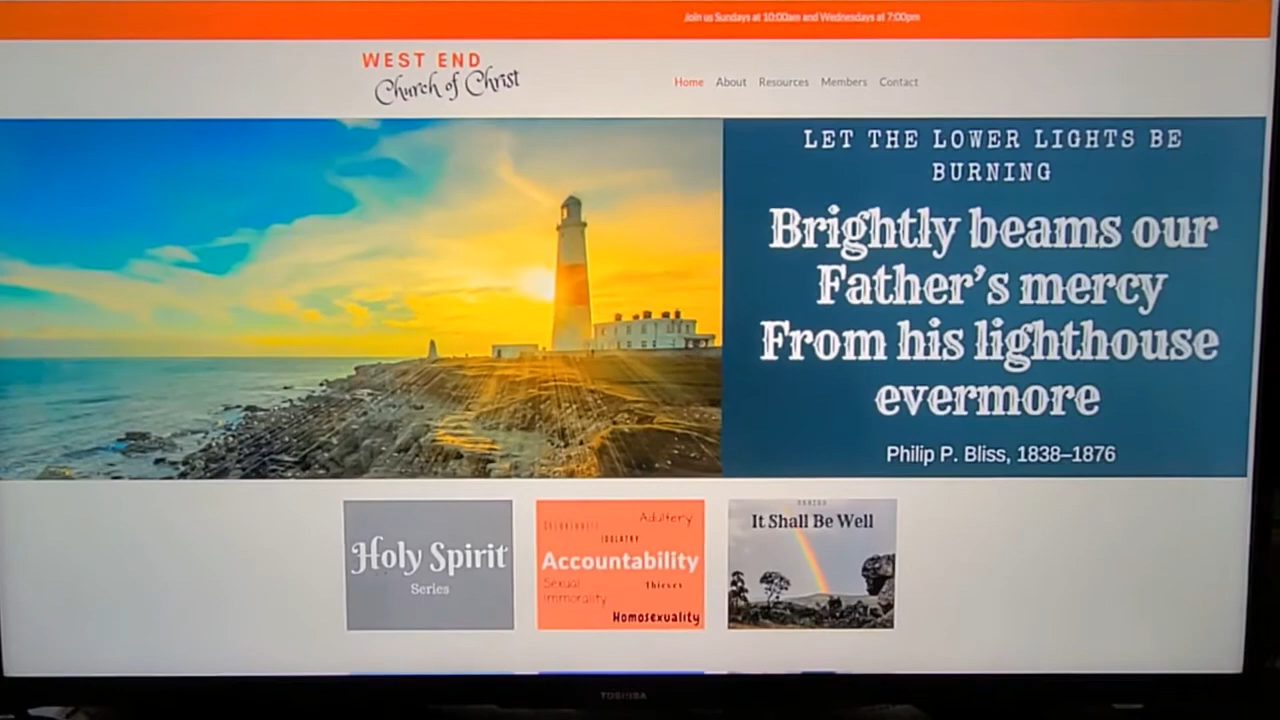 Join us Sundays at 10:00am and Wednesdays at 7:00pm
WEST END
Church of Christ
Home About Resources Members Contact
LET THE LOWER LIGHTS BE
BURNING
Brightly beams our
Father's mercy
From his lighthouse
evermore
Philip P. Bliss, 1838–1876
Holy Spirit
Series
Adultery
IDOLATRY
Accountability
Sexual
Immorality
Thieves
Homosexuality
It Shall Be Well
TOSHIBA